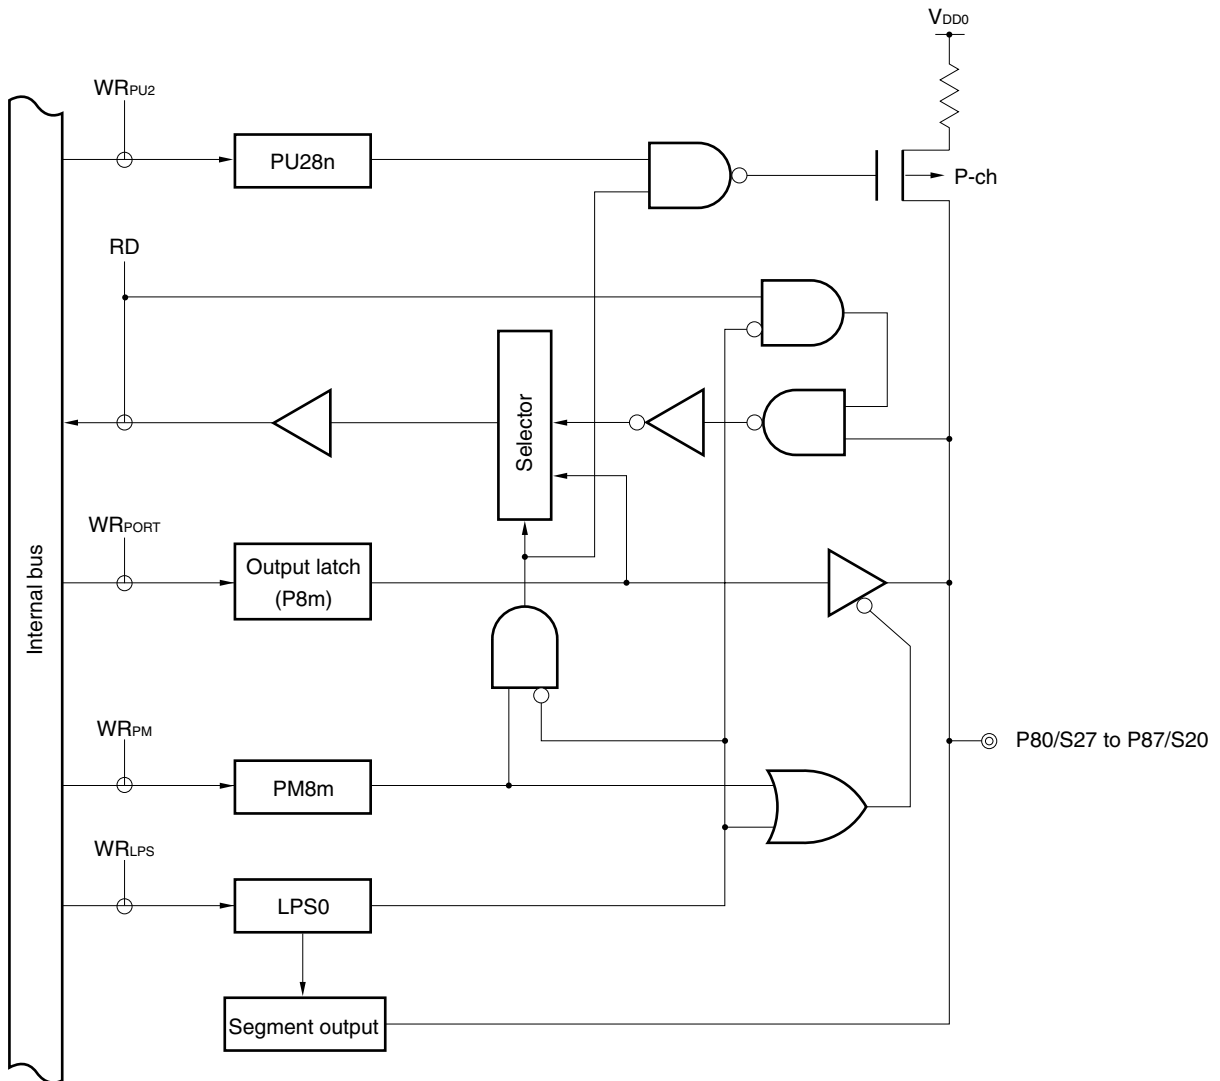 VDD0
WRPU2
PU28n
P-ch
RD
Selector
WRPORT
Output latch
(P8m)
Internal bus
WRPM
PM8m
P80/S27 to P87/S20
WRLPS
LPS0
Segment output